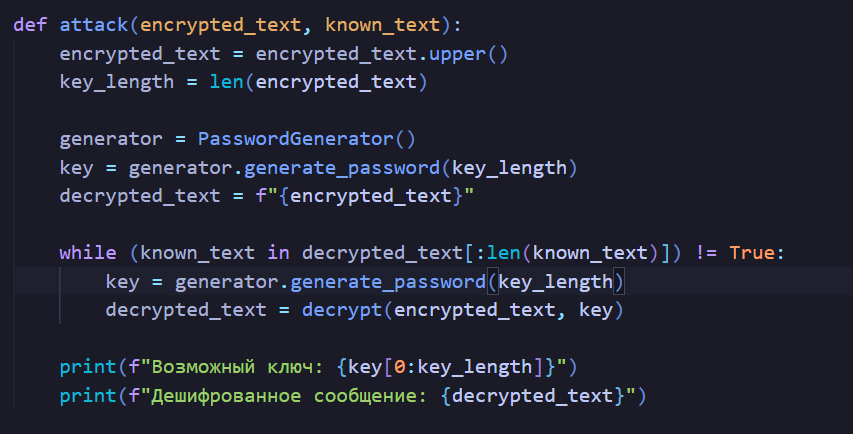 def attack(encrypted_text, known_text):
    encrypted_text = encrypted_text.upper()
    key_length = len(encrypted_text)
    generator = PasswordGenerator()
    key = generator.generate_password(key_length)
    decrypted_text = f"{encrypted_text}"
    while (known_text in decrypted_text[:len(known_text)]) != True:
        key = generator.generate_password(key_length)
        decrypted_text = decrypt(encrypted_text, key)
    print(f"Возможный ключ: {key[0:key_length]}")
    print(f"Дешифрованное сообщение: {decrypted_text}")